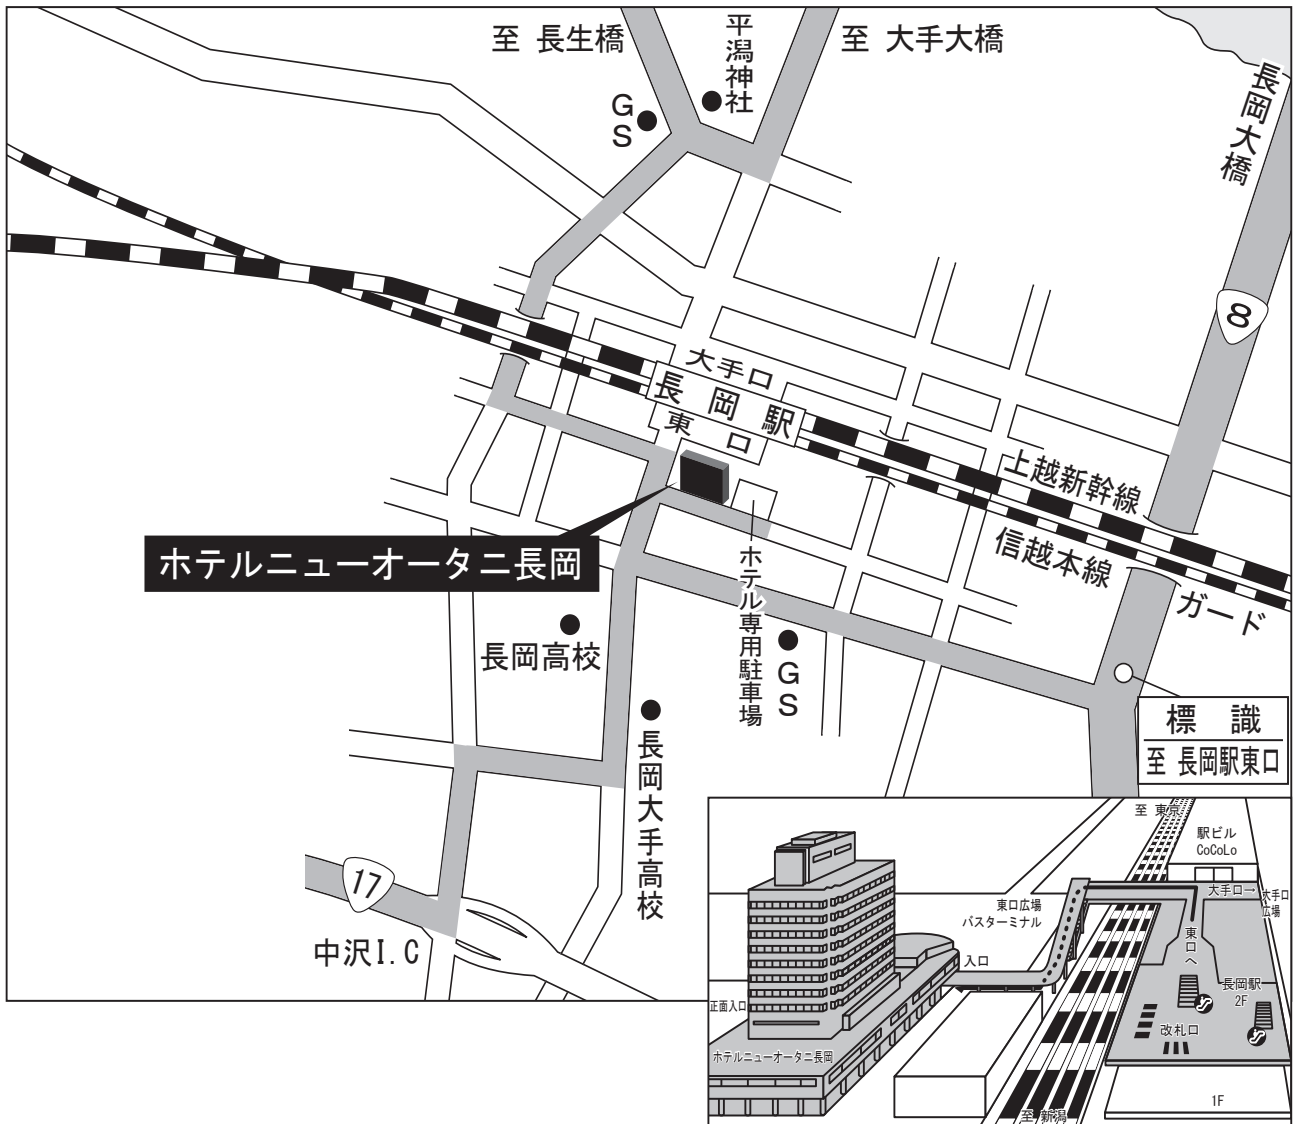 至 長生橋
平潟神社
至 大手大橋
GS
長岡大橋
8
大手口
長岡駅
東口
上越新幹線
信越本線
ガード
ホテルニューオータニ長岡
ホテル専用駐車場
長岡高校
GS
長岡大手高校
標 識
至 長岡駅東口
17
中沢I.C
至 東京
駅ビル
CoCoLo
大手口→
大手口
広場
東口広場
バスターミナル
東口へ
入口
長岡駅
2F
正面入口
改札口
ホテルニューオータニ長岡
1F
至 新潟